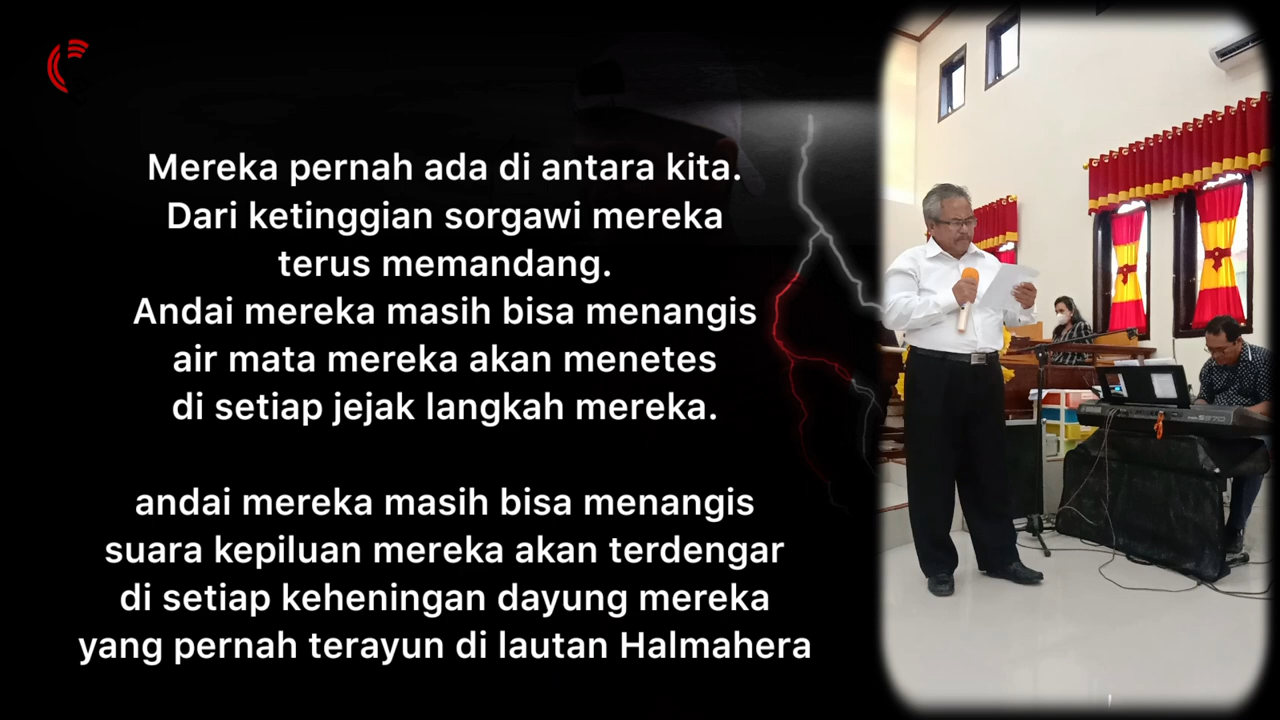 Mereka pernah ada di antara kita.
Dari ketinggian sorgawi mereka
terus memandang.
Andai mereka masih bisa menangis
air mata mereka akan menetes
di setiap jejak langkah mereka.
andai mereka masih bisa menangis
suara kepiluan mereka akan terdengar
di setiap keheningan dayung mereka
yang pernah terayun di lautan Halmahera